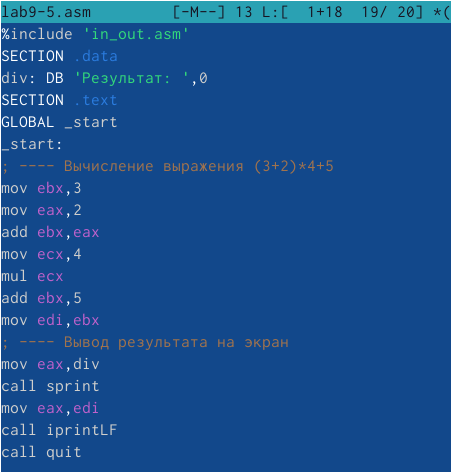 lab9-5.asm [-M--] 13 L:[ 1+18 19/ 20] *(
%include 'in_out.asm'
SECTION .data
div: DB 'Результат: ',0
SECTION .text
GLOBAL _start
_start:
; ---- Вычисление выражения (3+2)*4+5
mov ebx,3
mov eax,2
add ebx,eax
mov ecx,4
mul ecx
add ebx,5
mov edi,ebx
; ---- Вывод результата на экран
mov eax,div
call sprint
mov eax,edi
call iprintLF
call quit